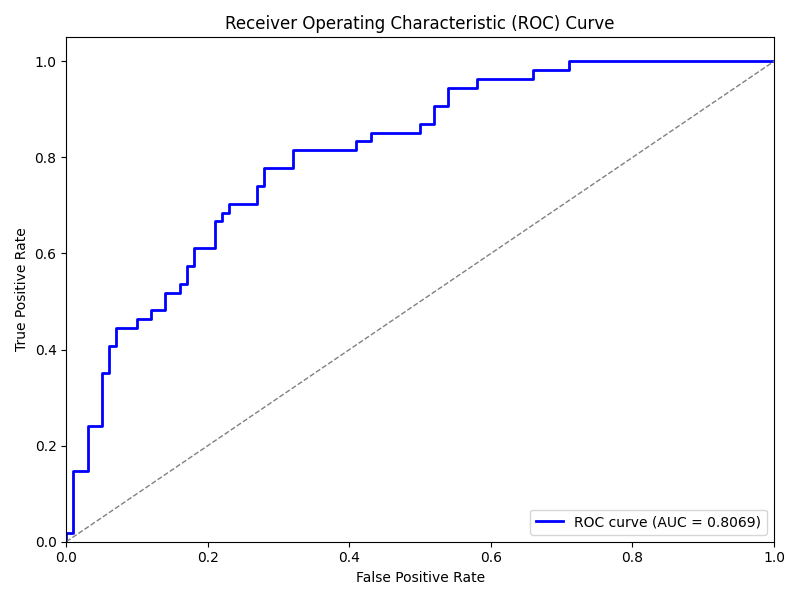 Receiver Operating Characteristic (ROC) Curve
1.0
0.8
0.6
0.4
0.2
0.0
True Positive Rate
ROC curve (AUC = 0.8069)
0.0 0.2 0.4 0.6 0.8 1.0
False Positive Rate